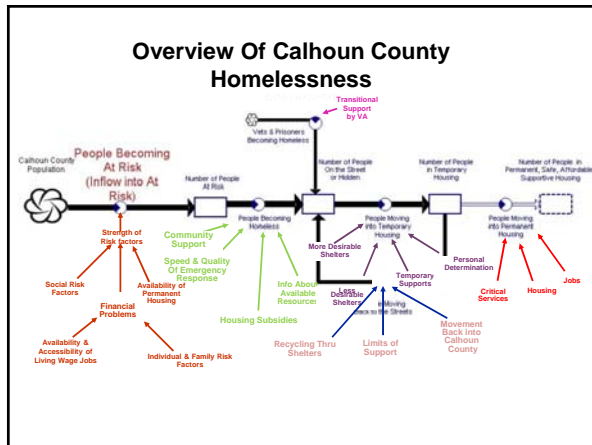 Overview Of Calhoun County
Homelessness
Transitional
Support
by VA
Vets & Prisoners
Becoming Homeless
Calhoun County
Population
People Becoming
At Risk
(Inflow into At
Risk)
Number of People
At Risk
Number of People
On the Street
or Hidden
Number of People
in Temporary
Housing
Number of People in
Permanent, Safe, Affordable
Supportive Housing
People Becoming
Homeless
People Moving
into Temporary
Housing
People Moving
into Permanent
Housing
Strength of
Risk factors
Community
Support
Speed & Quality
Of Emergency
Response
Info About
Available
Resources
Housing Subsidies
More Desirable
Shelters
Less
Desirable
Shelters
Temporary
Supports
Personal
Determination
Critical
Services
Housing
Jobs
Social Risk
Factors
Financial
Problems
Availability of
Permanent
Housing
Availability &
Accessibility of
Living Wage Jobs
Individual & Family Risk
Factors
Moving
back to the Streets
Recycling Thru
Shelters
Limits of
Support
Movement
Back into
Calhoun
County